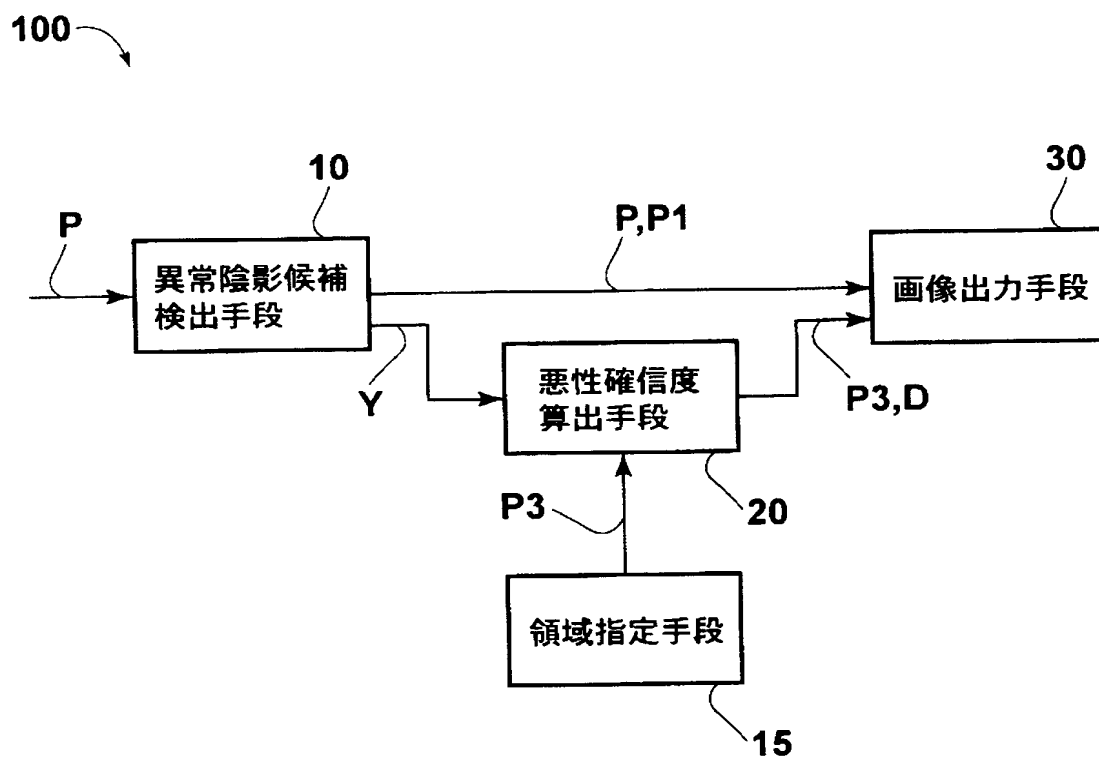 100
10
30
P
P,P1
異常陰影候補
検出手段
画像出力手段
Y
悪性確信度
算出手段
P3,D
P3
20
領域指定手段
15